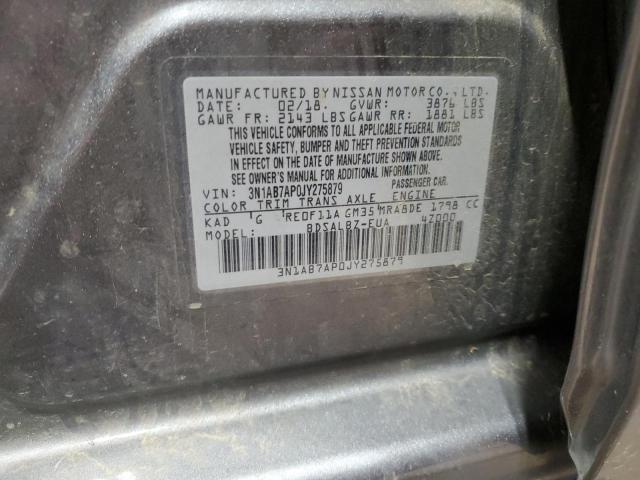 MANUFACTURED BY NISSAN MOTOR CO., LTD.
DATE: 02/18. GVWR: 3876 LBS
GAWR FR: 2143 LBS GAWR RR: 1881 LBS
THIS VEHICLE CONFORMS TO ALL APPLICABLE FEDERAL MOTOR
VEHICLE SAFETY, BUMPER AND THEFT PREVENTION STANDARDS
IN EFFECT ON THE DATE OF MANUFACTURE SHOWN ABOVE.
SEE OWNER'S MANUAL FOR ADDITIONAL INFORMATION.
VIN: 3N1AB7AP0JY275879 PASSENGER CAR.
COLOR TRIM TRANS AXLE ENGINE
KAD G RE0F11A GM35 MRA8DE 1798 CC
MODEL: BDSALBZ-EUA 4Z000
3N1AB7AP0JY275879